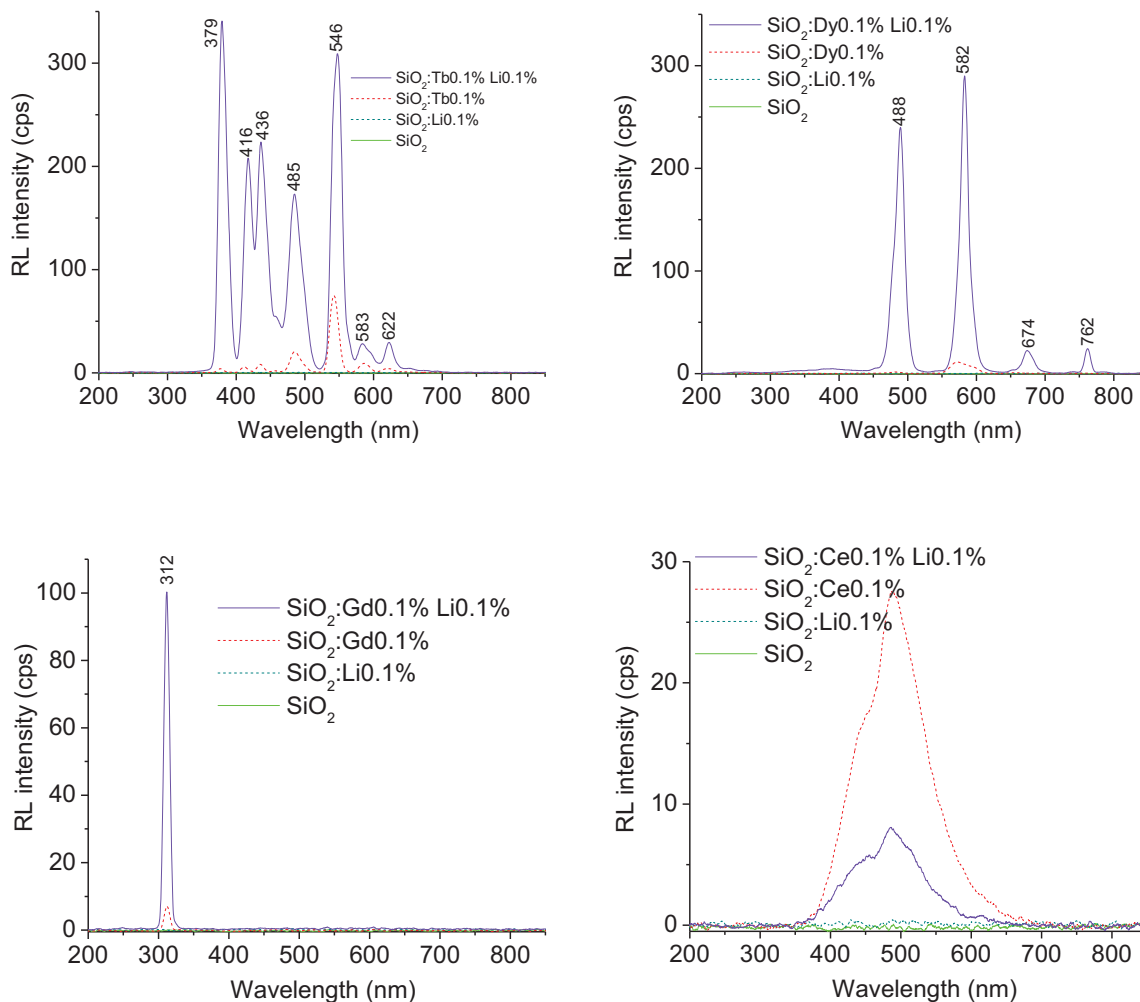 379
546
416
436
485
583
622
SiO2:Tb0.1% Li0.1%
SiO2:Tb0.1%
SiO2:Li0.1%
SiO2
300
200
100
0
RL intensity (cps)
200 300 400 500 600 700 800
Wavelength (nm)
SiO2:Dy0.1% Li0.1%
SiO2:Dy0.1%
SiO2:Li0.1%
SiO2
488
582
674
762
300
200
100
0
RL intensity (cps)
200 300 400 500 600 700 800
Wavelength (nm)
312
SiO2:Gd0.1% Li0.1%
SiO2:Gd0.1%
SiO2:Li0.1%
SiO2
100
80
60
40
20
0
RL intensity (cps)
200 300 400 500 600 700 800
Wavelength (nm)
SiO2:Ce0.1% Li0.1%
SiO2:Ce0.1%
SiO2:Li0.1%
SiO2
30
20
10
0
RL intensity (cps)
200 300 400 500 600 700 800
Wavelength (nm)